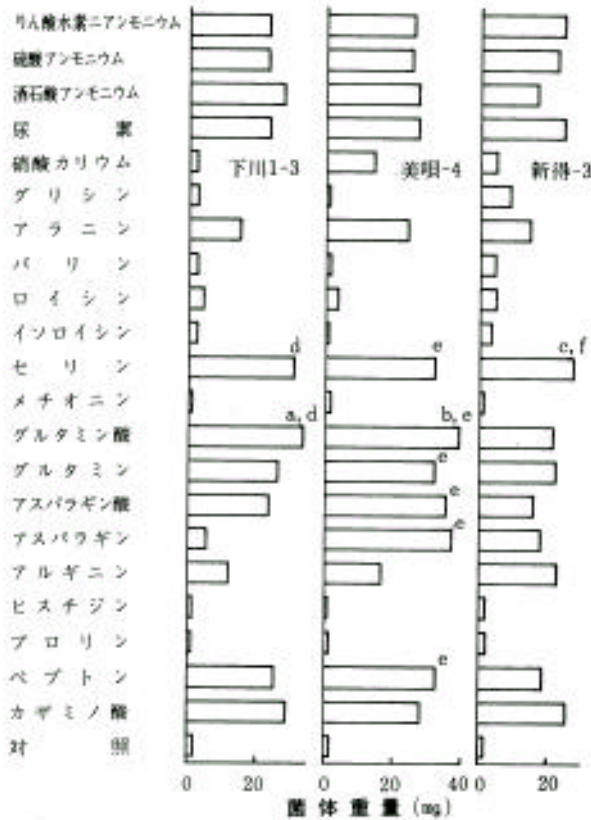 りん酸水素二アンモニウム
硫酸アンモニウム
酒石酸アンモニウム
尿 素
硝酸カリウム 下川1-3 美唄-4 新得-3
グリシン
アラニン
バリン
ロイシン
イソロイシン
d e c, f
セリン
メチオニン
a, d b, e
グルタミン酸
グルタミン e
アスパラギン酸 e
アスパラギン e
アルギニン
ヒスチジン
プロリン
ペプトン e
カザミノ酸
対 照
0 20 0 20 40 0 20
菌体重量 (mg)